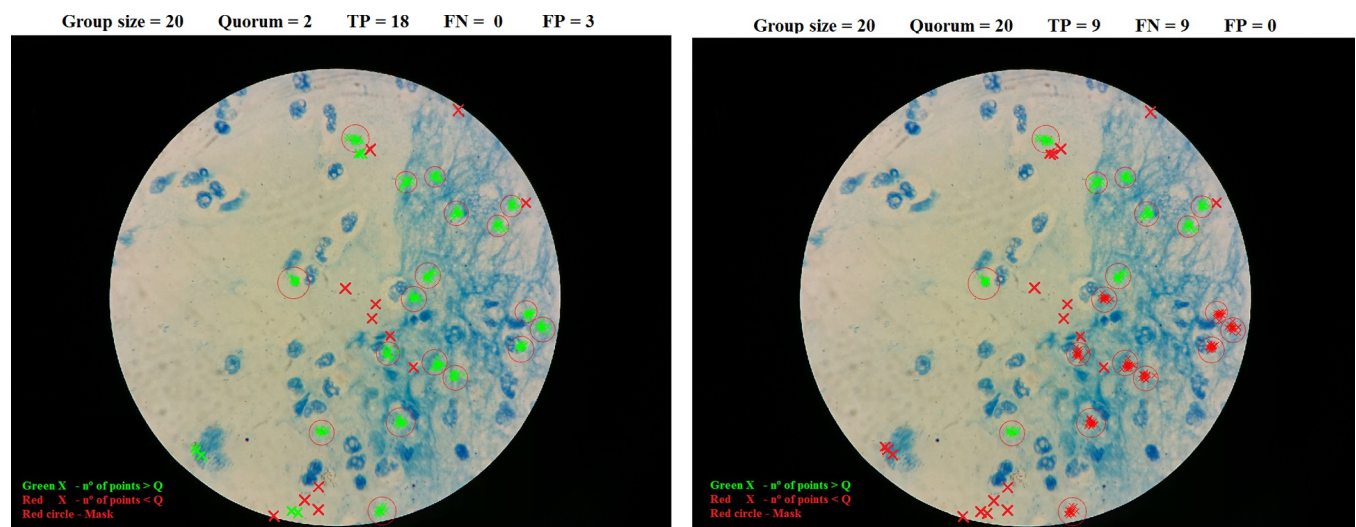 Group size = 20 Quorum = 2 TP = 18 FN = 0 FP = 3
Green X - nº of points > Q
Red X - nº of points < Q
Red circle - Mask
Group size = 20 Quorum = 20 TP = 9 FN = 9 FP = 0
Green X - nº of points > Q
Red X - nº of points < Q
Red circle - Mask